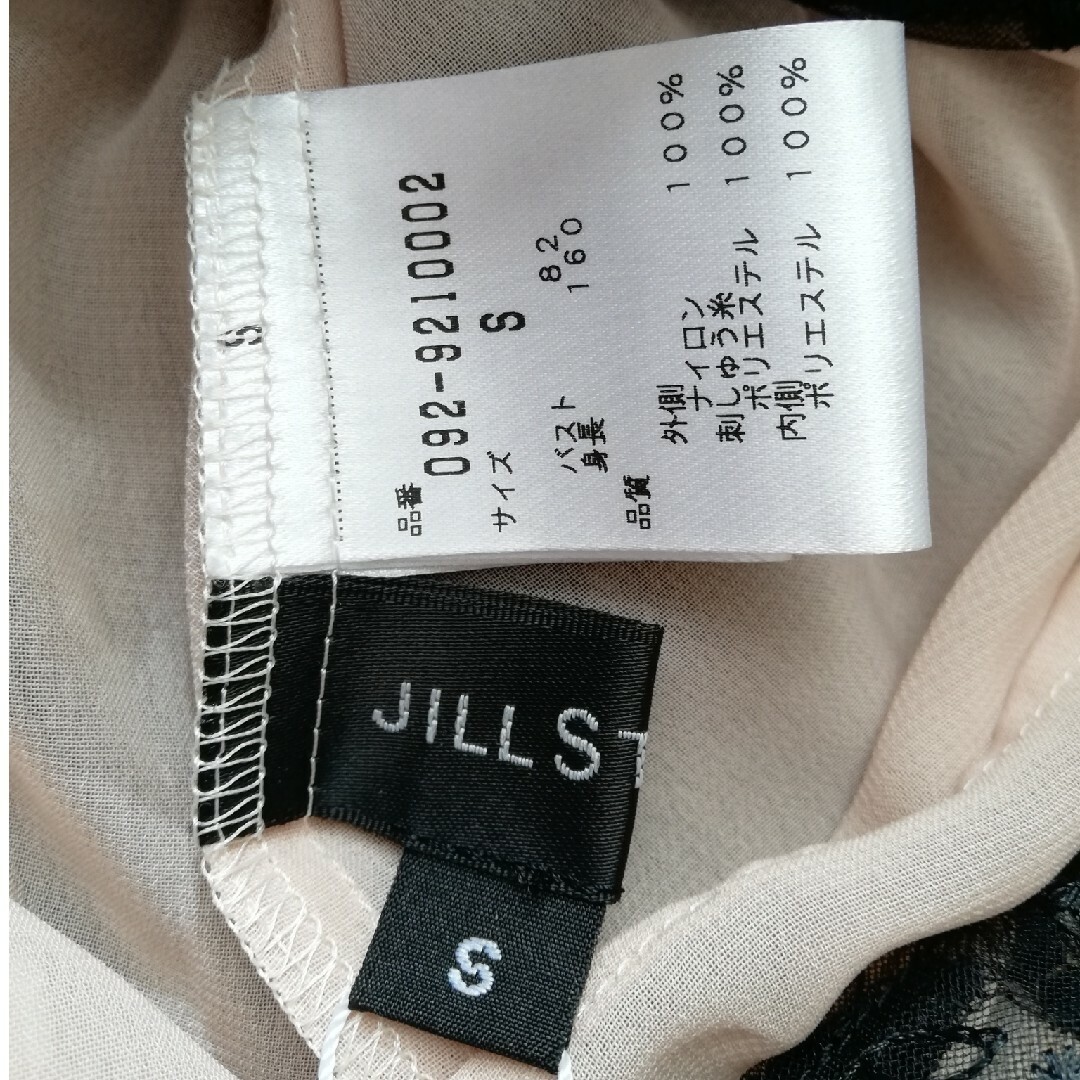 品番
092-9210002
サイズ S
バスト 82
身長 160
品質
外側
ナイロン 100%
刺しゅう糸
ポリエステル 100%
内側
ポリエステル 100%
S
JILL
S